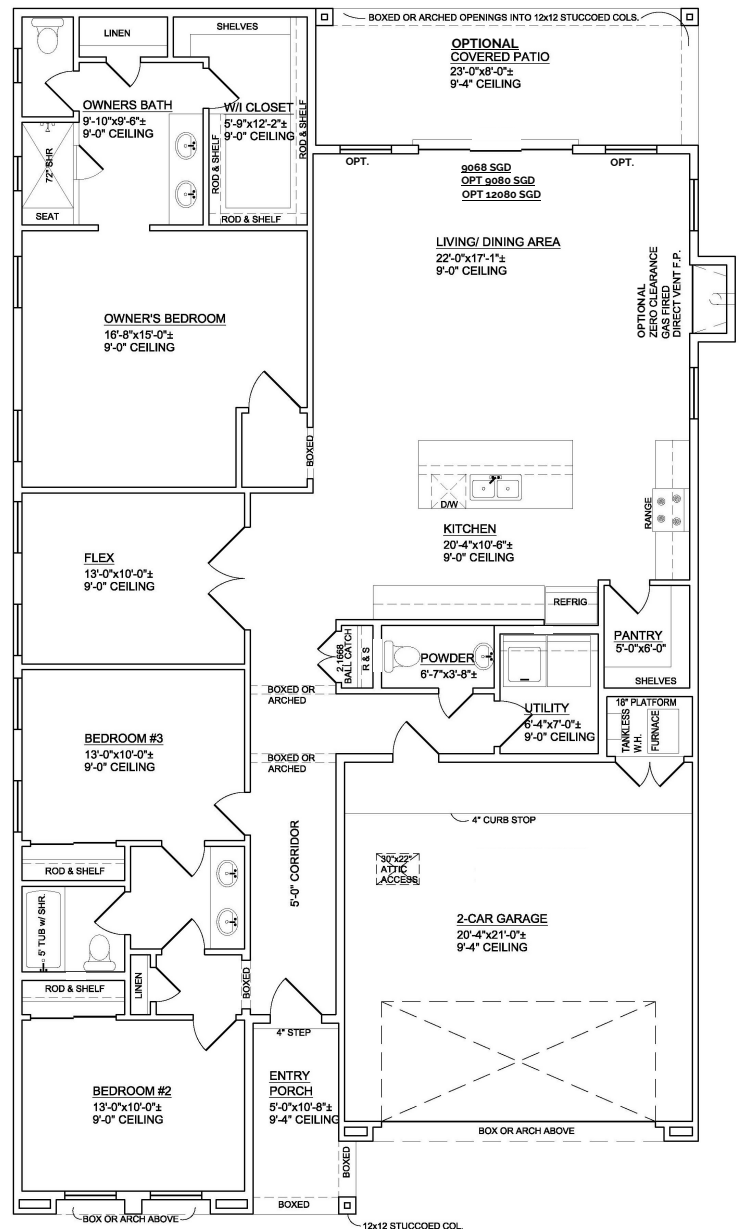 BOXED OR ARCHED OPENINGS INTO 12x12 STUCCOED COLS.
LINEN
SHELVES
OPTIONAL
COVERED PATIO
23'-0"x8'-0"±
9'-4" CEILING
OWNERS BATH
9'-10"x9'-6"±
9'-0" CEILING
W/I CLOSET
5'-9"x12'-2"±
9'-0" CEILING
ROD & SHELF
ROD & SHELF
ROD & SHELF
72" SHR
SEAT
OPT.
9068 SGD
OPT 9080 SGD
OPT 12080 SGD
OPT.
LIVING/ DINING AREA
22'-0"x17'-1"±
9'-0" CEILING
OPTIONAL
ZERO CLEARANCE
GAS FIRED
DIRECT VENT F.P.
OWNER'S BEDROOM
16'-8"x15'-0"±
9'-0" CEILING
BOXED
D/W
RANGE
KITCHEN
20'-4"x10'-6"±
9'-0" CEILING
FLEX
13'-0"x10'-0"±
9'-0" CEILING
REFRIG
PANTRY
5'-0"x6'-0"
SHELVES
2,1668
BALL CATCH
R & S
POWDER
6'-7"x3'-8"±
BOXED OR
ARCHED
UTILITY
6'-4"x7'-0"±
9'-0" CEILING
18" PLATFORM
TANKLESS
W.H.
FURNACE
BEDROOM #3
13'-0"x10'-0"±
9'-0" CEILING
BOXED OR
ARCHED
4" CURB STOP
5'-0" CORRIDOR
30"x22"
ATTIC
ACCESS
ROD & SHELF
5' TUB w/ SHR.
2-CAR GARAGE
20'-4"x21'-0"±
9'-4" CEILING
ROD & SHELF
LINEN
BOXED
4" STEP
BEDROOM #2
13'-0"x10'-0"±
9'-0" CEILING
ENTRY
PORCH
5'-0"x10'-8"±
9'-4" CEILING
BOX OR ARCH ABOVE
BOXED
BOXED
BOX OR ARCH ABOVE
12x12 STUCCOED COL.